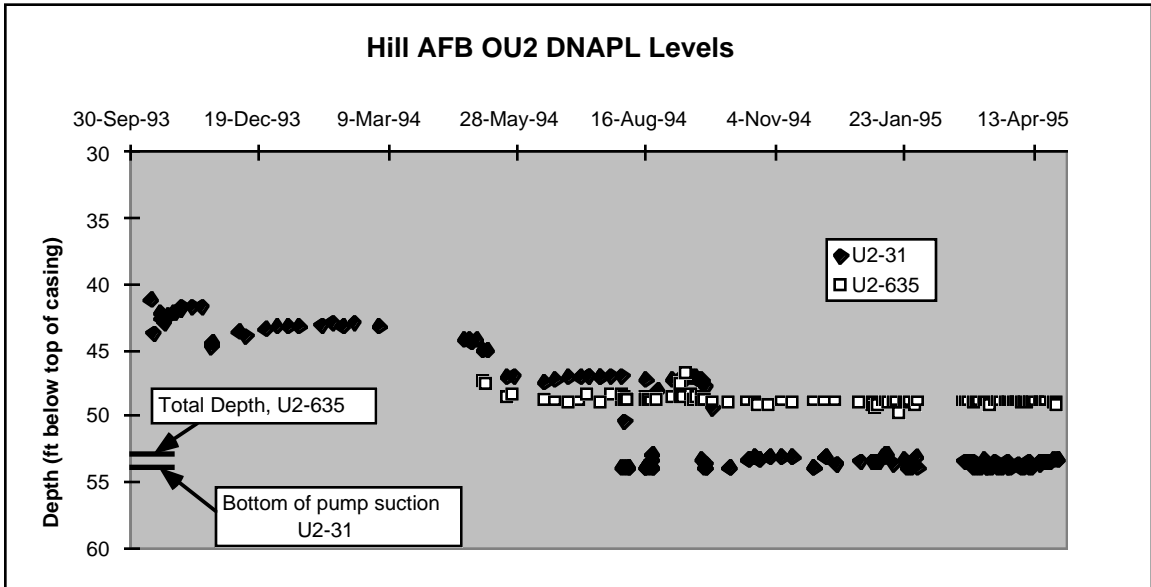 Hill AFB OU2 DNAPL Levels
30-Sep-93 19-Dec-93 9-Mar-94 28-May-94 16-Aug-94 4-Nov-94 23-Jan-95 13-Apr-95
30
35
40
45
50
55
60
Depth (ft below top of casing)
U2-31
U2-635
Total Depth, U2-635
Bottom of pump suction
U2-31